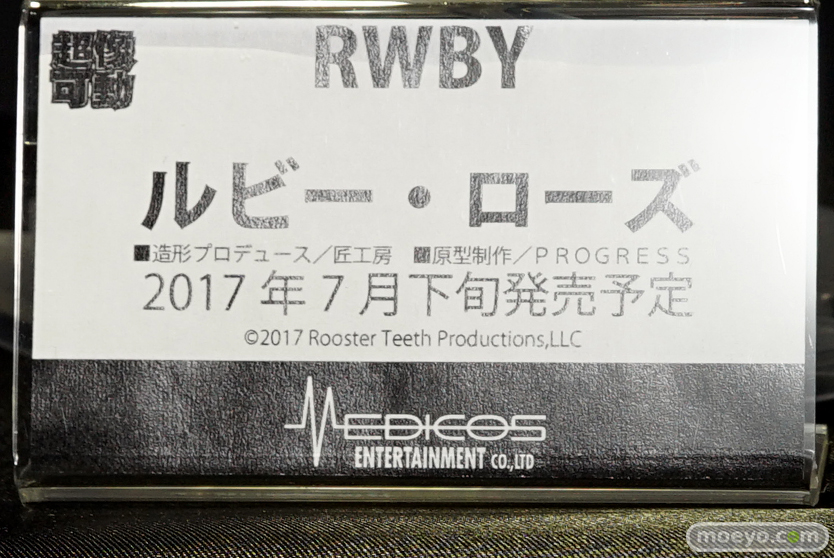 超像
可動
RWBY
ルビー・ローズ
■造形プロデュース／匠工房 ■原型制作／PROGRESS
2017年7月下旬発売予定
©2017 Rooster Teeth Productions,LLC
MEDICOS
ENTERTAINMENT CO.,LTD
moeyo.com